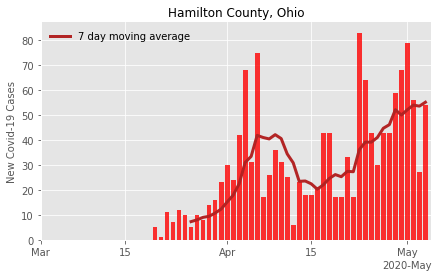 Hamilton County, Ohio
7 day moving average
New Covid-19 Cases
80
70
60
50
40
30
20
10
0
Mar 15 Apr 15 May
2020-May